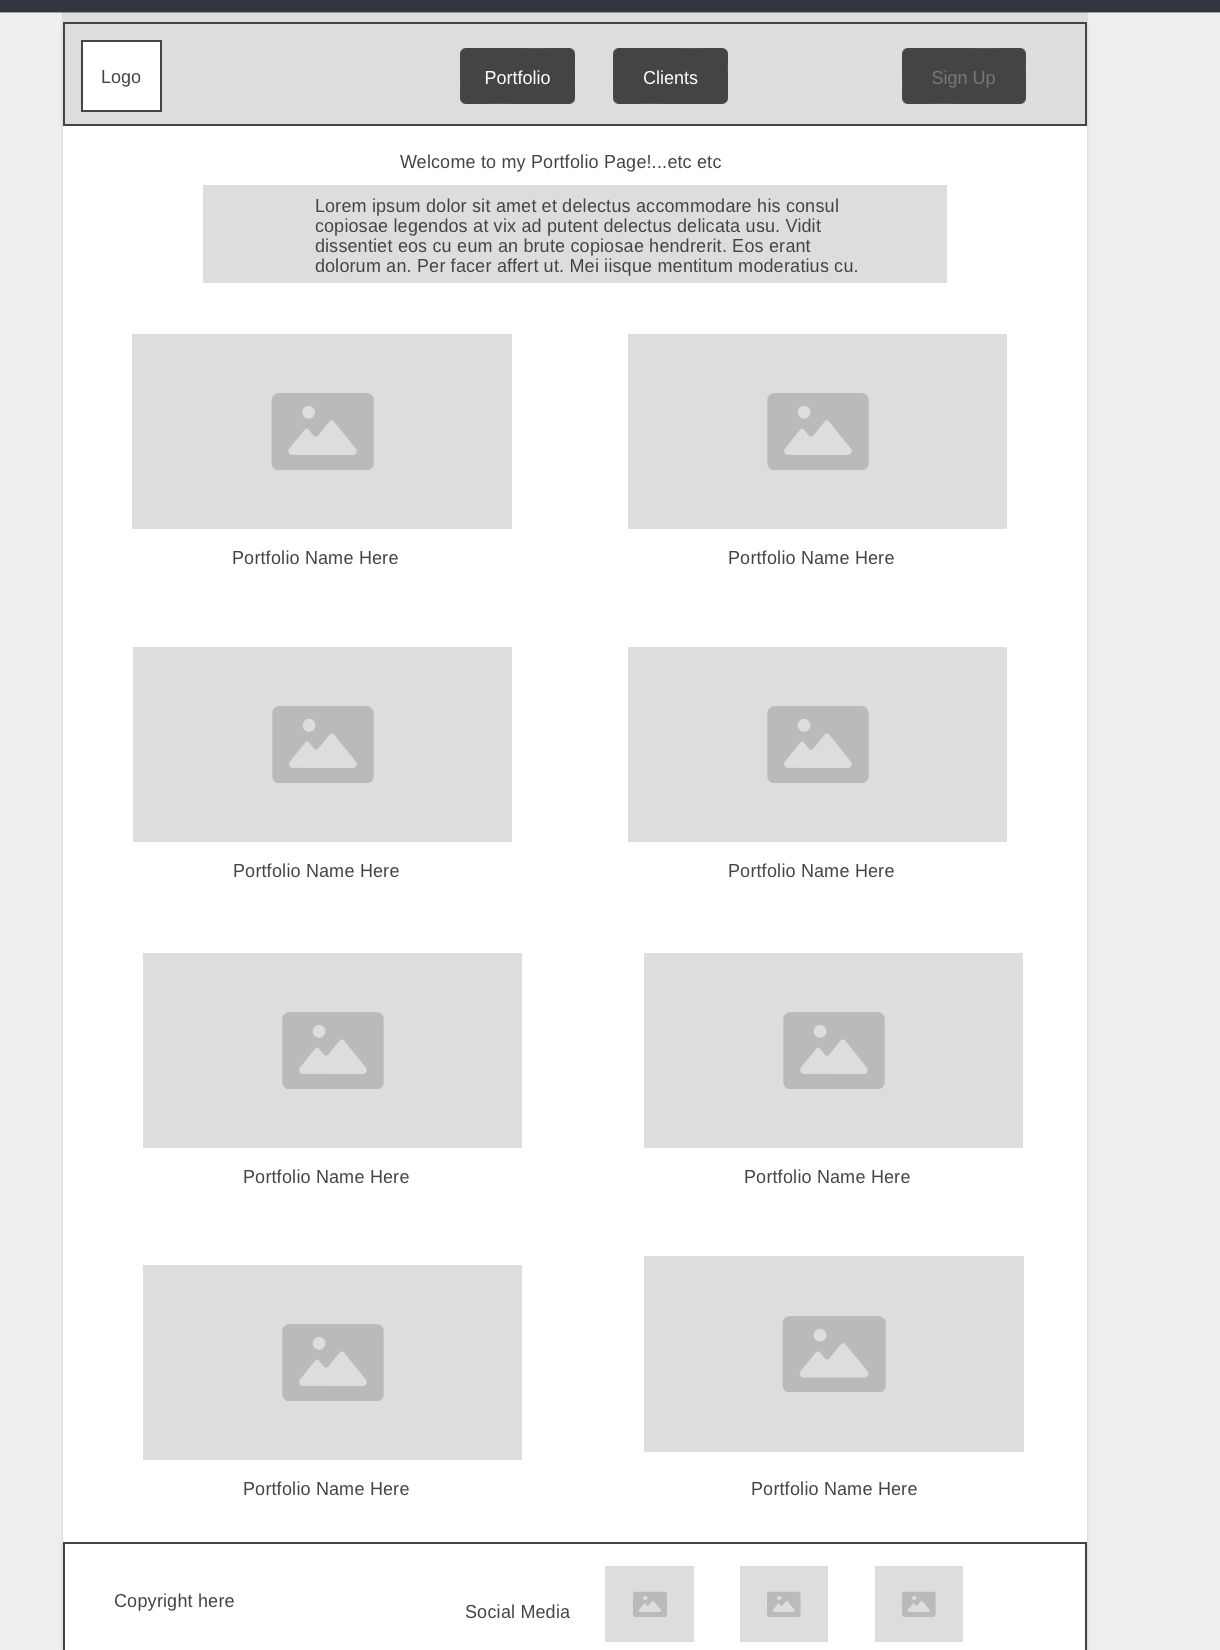 Logo
Portfolio
Clients
Sign Up
Welcome to my Portfolio Page!...etc etc
Lorem ipsum dolor sit amet et delectus accommodare his consul
copiosae legendos at vix ad putent delectus delicata usu. Vidit
dissentiet eos cu eum an brute copiosae hendrerit. Eos erant
dolorum an. Per facer affert ut. Mei iisque mentitum moderatius cu.
Portfolio Name Here
Portfolio Name Here
Portfolio Name Here
Portfolio Name Here
Portfolio Name Here
Portfolio Name Here
Portfolio Name Here
Portfolio Name Here
Copyright here
Social Media